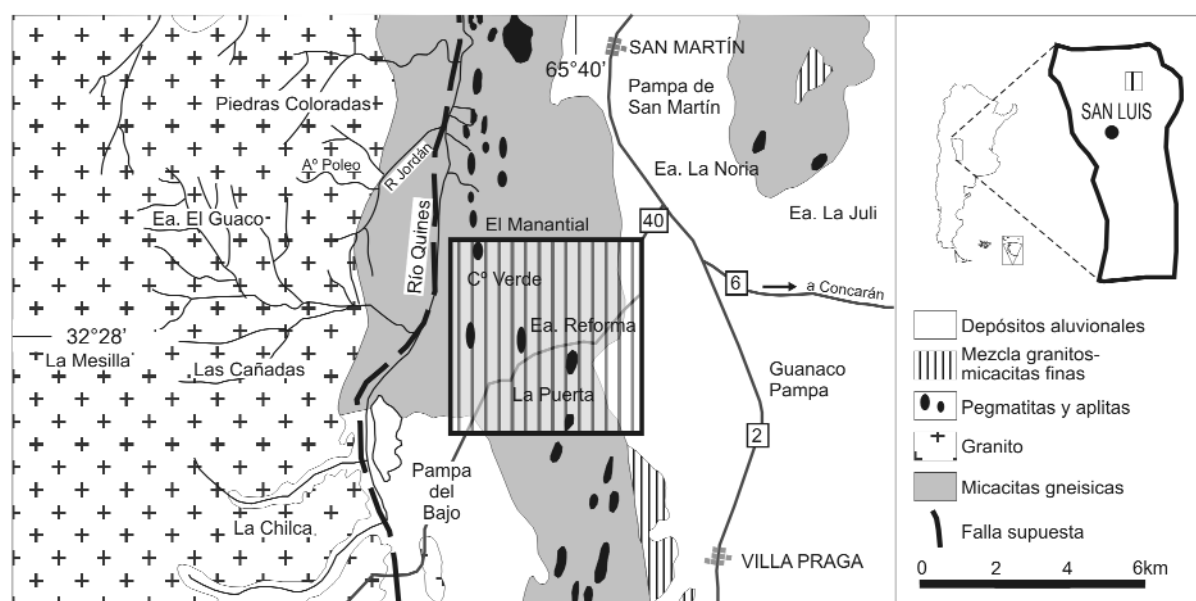 SAN MARTÍN
65°40'
Pampa de
San Martín
Piedras Coloradas
Aº Poleo
R Jordán
Ea. La Noria
Ea. El Guaco
Ea. La Juli
El Manantial
40
Río Quines
Cº Verde
6
a Concarán
Ea. Reforma
32°28'
La Mesilla
Las Cañadas
Guanaco
Pampa
La Puerta
2
Pampa
del
Bajo
La Chilca
VILLA PRAGA
SAN LUIS
Depósitos aluvionales
Mezcla granitos-
micacitas finas
Pegmatitas y aplitas
Granito
Micacitas gneisicas
Falla supuesta
0 2 4 6km